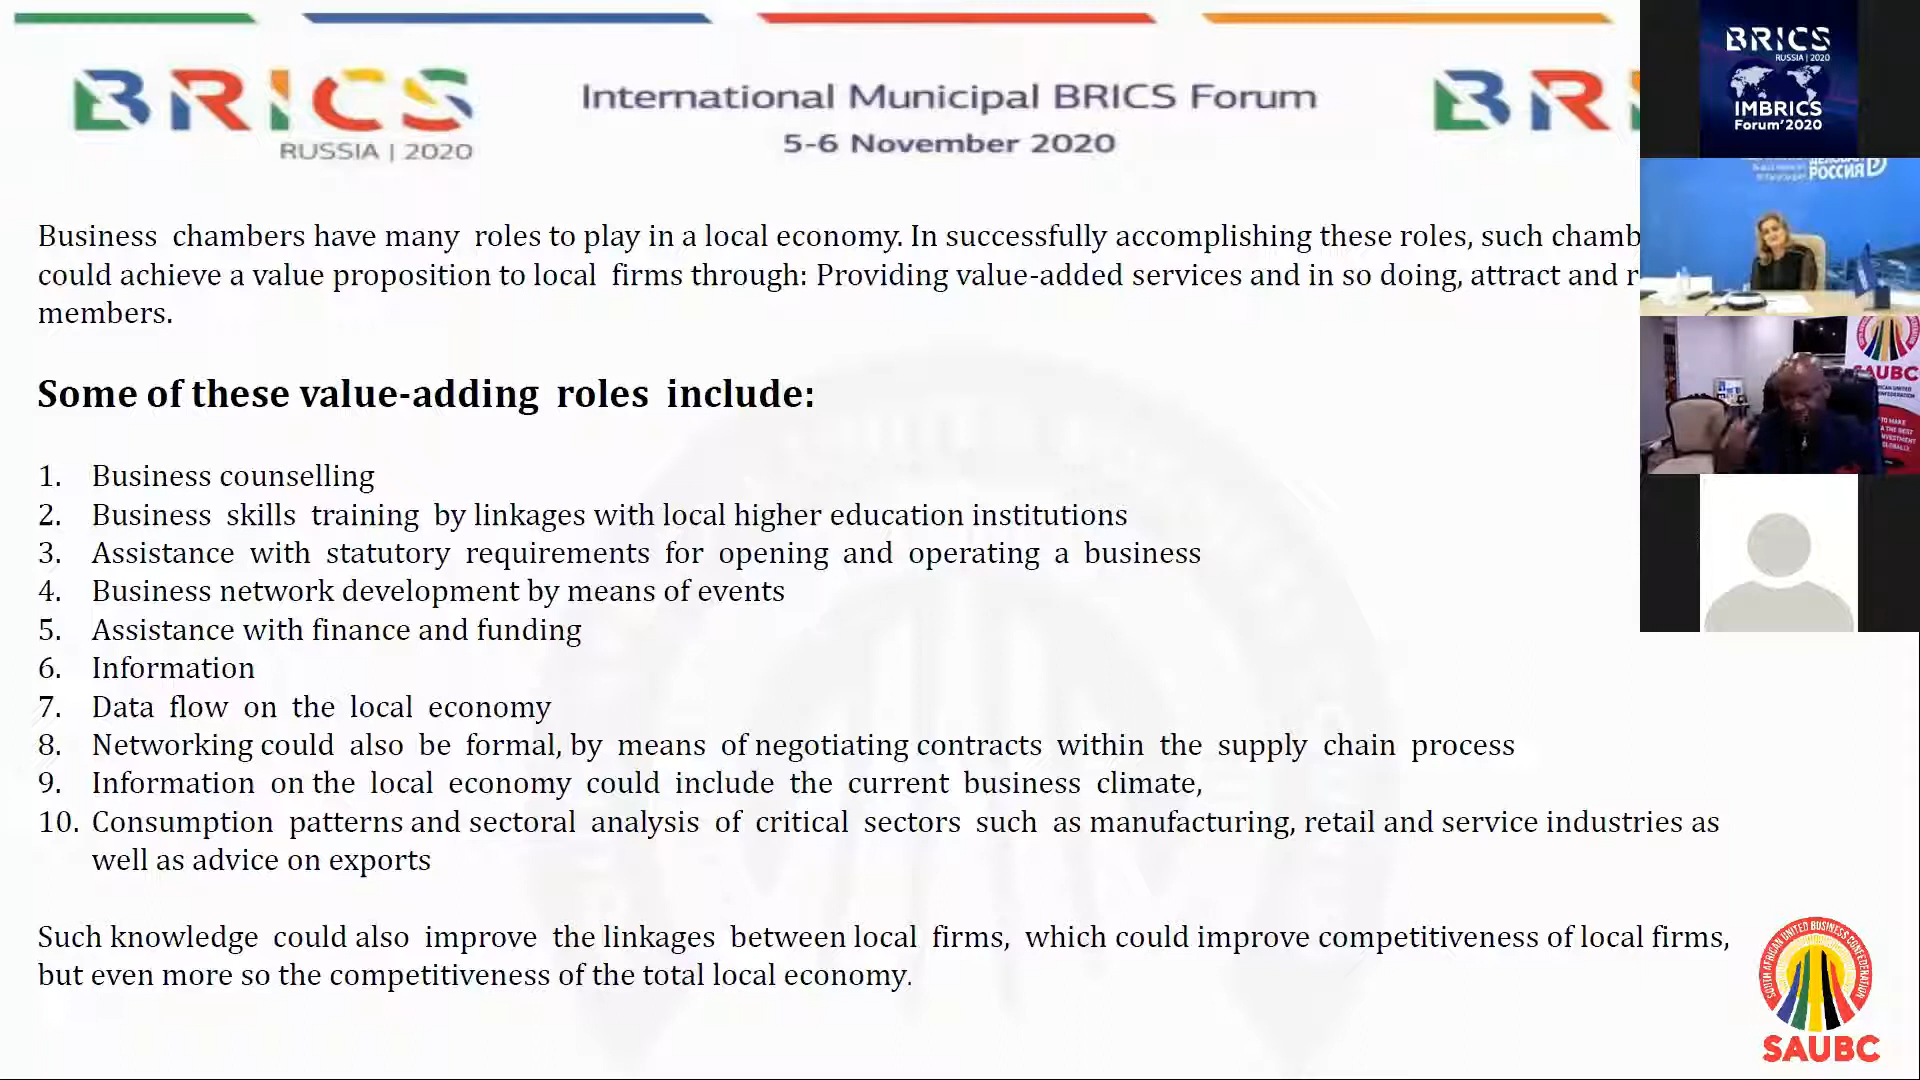 BRICS
RUSSIA | 2020
International Municipal BRICS Forum
5-6 November 2020
BR
BRICS
RUSSIA | 2020
IMBRICS
Forum'2020
РОССИЯ
SAUBC
Business chambers have many roles to play in a local economy. In successfully accomplishing these roles, such chamb
could achieve a value proposition to local firms through: Providing value-added services and in so doing, attract and r
members.
Some of these value-adding roles include:
1. Business counselling
2. Business skills training by linkages with local higher education institutions
3. Assistance with statutory requirements for opening and operating a business
4. Business network development by means of events
5. Assistance with finance and funding
6. Information
7. Data flow on the local economy
8. Networking could also be formal, by means of negotiating contracts within the supply chain process
9. Information on the local economy could include the current business climate,
10. Consumption patterns and sectoral analysis of critical sectors such as manufacturing, retail and service industries as
well as advice on exports
Such knowledge could also improve the linkages between local firms, which could improve competitiveness of local firms,
but even more so the competitiveness of the total local economy.
SOUTH AFRICAN UNITED BUSINESS CONFEDERATION
SAUBC